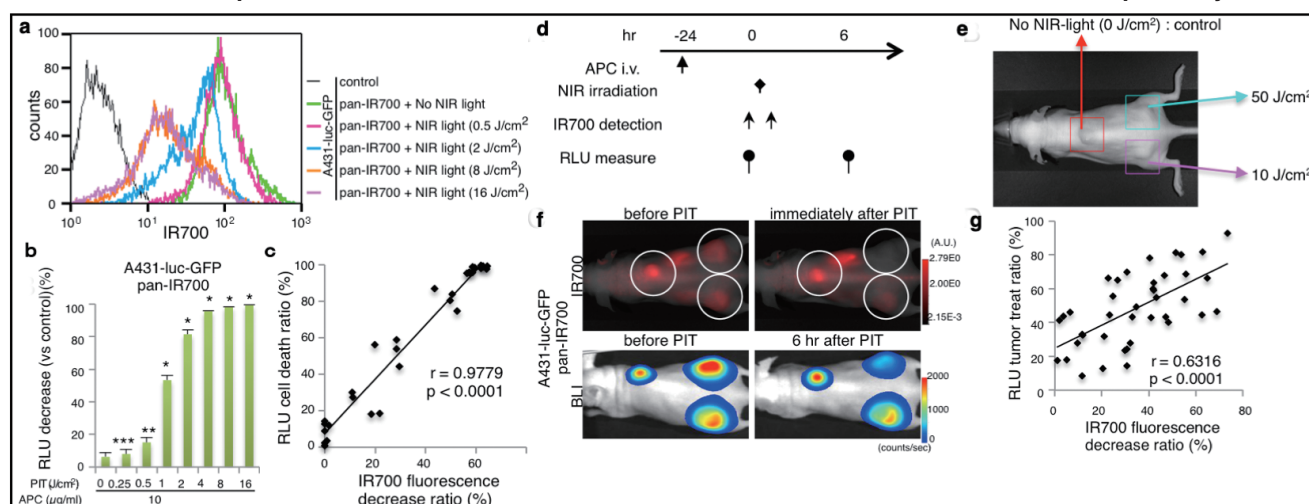 a
counts
100
80
60
40
20
0
10⁰
10¹
10²
10³
IR700
A431-luc-GFP
control
pan-IR700 + No NIR light
pan-IR700 + NIR light (0.5 J/cm²
pan-IR700 + NIR light (2 J/cm²)
pan-IR700 + NIR light (8 J/cm²)
pan-IR700 + NIR light (16 J/cm²)
b
A431-luc-GFP
pan-IR700
RLU decrease (vs control)(%)
100
80
60
40
20
0
*** ** * * * * *
PIT(J/cm²) 0 0.25 0.5 1 2 4 8 16
APC (µg/ml) 10
c
RLU cell death ratio (%)
100
80
60
40
20
0
r = 0.9779
p < 0.0001
0 20 40 60 80
IR700 fluorescence
decrease ratio (%)
d
hr -24 0 6
APC i.v.
NIR irradiation
IR700 detection
RLU measure
e
No NIR-light (0 J/cm²) : control
50 J/cm²
10 J/cm²
f
before PIT immediately after PIT
A431-luc-GFP
pan-IR700
IR700
(A.U.)
2.79E0
2.00E0
2.15E-3
before PIT 6 hr after PIT
BLI
2000
1000
0
(counts/sec)
g
RLU tumor treat ratio (%)
100
80
60
40
20
0
r = 0.6316
p < 0.0001
0 20 40 60 80
IR700 fluorescence
decrease ratio (%)